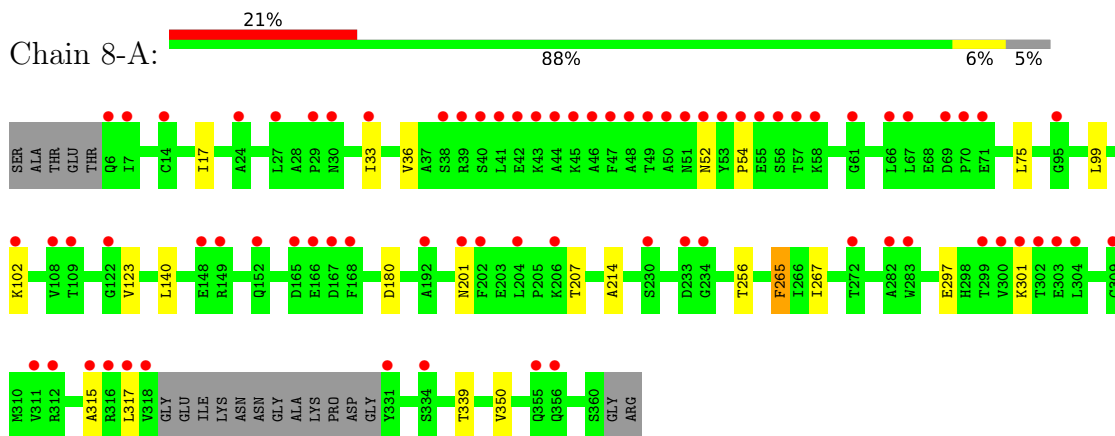 21%
Chain 8-A:
88% 6% 5%
SER ALA THR GLU THR Q6 I7 C14 I17 A24 L27 A28 P29 N30 I33 V36 A37 S38 R39 S40 L41 E42 K43 A44 K45 A46 F47 A48 T49 A50 N51 N52 Y53 P54 E55 S56 T57 K58 G61 L66 L67 E68 D69 P70 E71 L75 G95 L99
K102 V108 T109 G122 V123 L140 E148 R149 Q152 D165 E166 D167 F168 D180 A192 N201 F202 E203 L204 P205 K206 T207 A214 S230 D233 G234 T256 F265 I266 I267 T272 A282 W283 E297 H298 T299 V300 K301 T302 E303 L304 G309
M310 V311 R312 A315 R316 L317 V318 GLY GLU ILE LYS ASN ASN GLY ALA LYS PRO ASP GLY Y331 S334 T339 V350 Q355 Q356 S360 GLY ARG